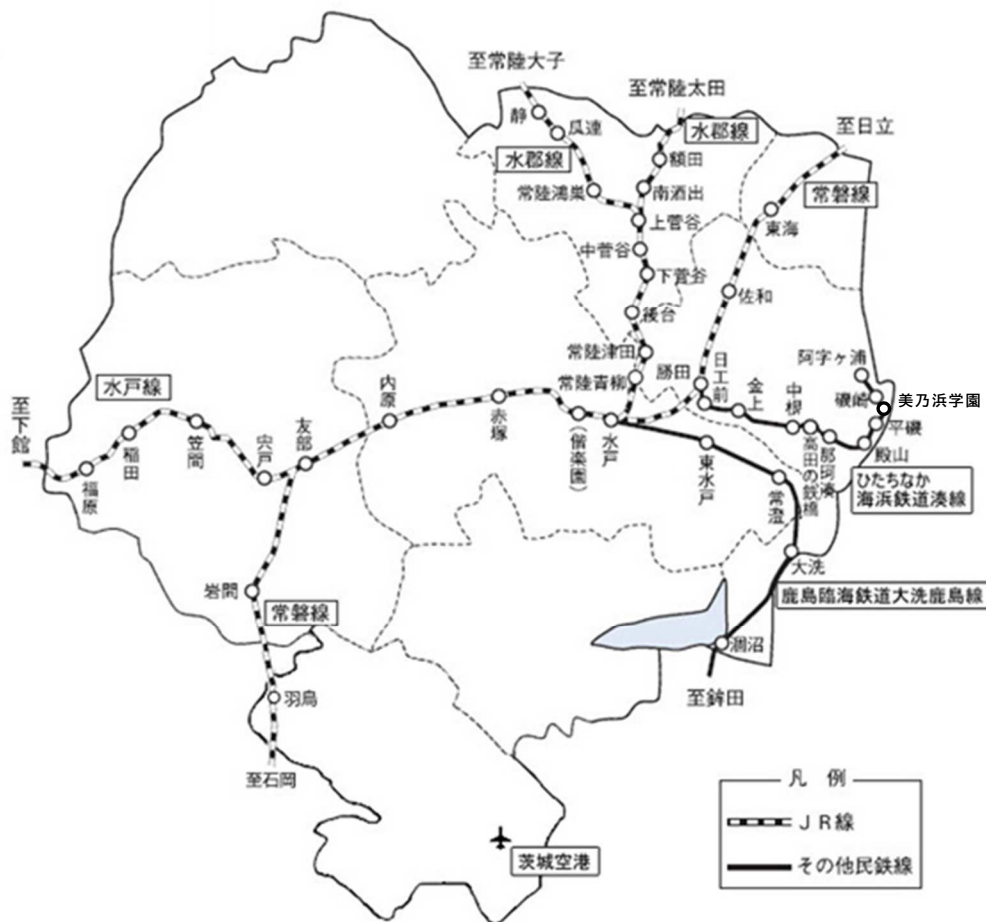 至常陸大子
至常陸太田
至日立
静
瓜連
水郡線
水郡線
額田
常磐線
常陸鴻巣
南酒出
上菅谷
東海
中菅谷
下菅谷
佐和
後台
常陸津田
勝田
日工前
阿字ヶ浦
水戸線
常陸青柳
金上
中根
磯崎
美乃浜学園
至下館
内原
赤塚
平磯
稲田
笠間
宍戸
友部
(偕楽園)
水戸
東水戸
高田の鉄橋
那珂湊
殿山
福原
常澄
ひたちなか
海浜鉄道湊線
大洗
岩間
常磐線
鹿島臨海鉄道大洗鹿島線
涸沼
羽鳥
至鉾田
至石岡
凡 例
JR線
茨城空港
その他民鉄線